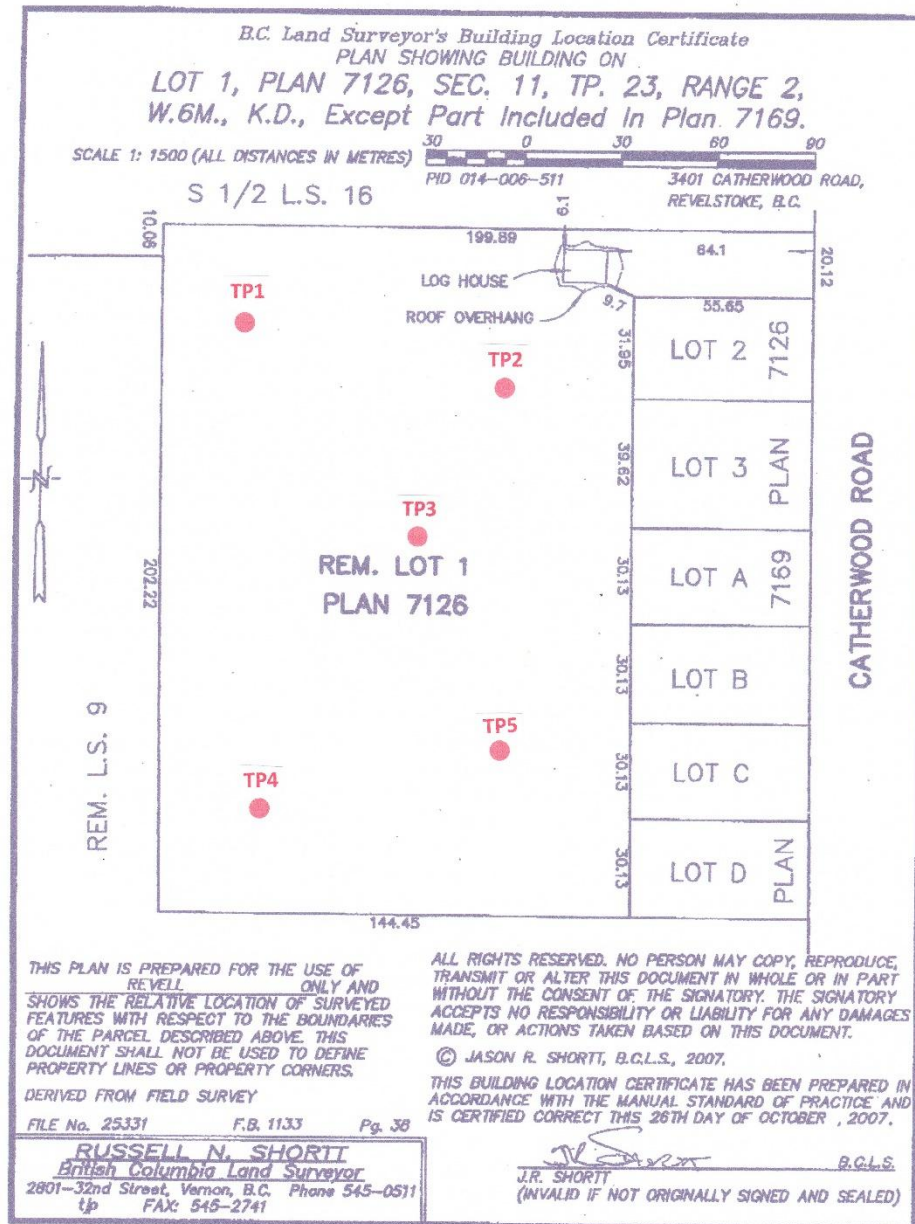 B.C. Land Surveyor's Building Location Certificate
PLAN SHOWING BUILDING ON
LOT 1, PLAN 7126, SEC. 11, TP. 23, RANGE 2,
W.6M., K.D., Except Part Included In Plan 7169.
SCALE 1: 1500 (ALL DISTANCES IN METRES)
30 0 30 60 90
PID 014-006-511
3401 CATHERWOOD ROAD,
REVELSTOKE, B.C.
S 1/2 L.S. 16
10.06
199.89
6.1
84.1
20.12
LOG HOUSE
ROOF OVERHANG
9.7
55.65
TP1
TP2
31.95
LOT 2
7126
39.62
LOT 3
PLAN
TP3
REM. LOT 1
PLAN 7126
N
202.22
30.13
LOT A
7169
CATHERWOOD ROAD
30.13
LOT B
REM. L.S. 9
TP5
TP4
30.13
LOT C
30.13
LOT D
PLAN
144.45
THIS PLAN IS PREPARED FOR THE USE OF
REVELL ONLY AND
SHOWS THE RELATIVE LOCATION OF SURVEYED
FEATURES WITH RESPECT TO THE BOUNDARIES
OF THE PARCEL DESCRIBED ABOVE. THIS
DOCUMENT SHALL NOT BE USED TO DEFINE
PROPERTY LINES OR PROPERTY CORNERS.
DERIVED FROM FIELD SURVEY
FILE No. 25331 F.B. 1133 Pg. 38
RUSSELL N. SHORTT
British Columbia Land Surveyor
2801-32nd Street, Vernon, B.C. Phone 545-0511
tjp FAX: 545-2741
ALL RIGHTS RESERVED. NO PERSON MAY COPY, REPRODUCE,
TRANSMIT OR ALTER THIS DOCUMENT IN WHOLE OR IN PART
WITHOUT THE CONSENT OF THE SIGNATORY. THE SIGNATORY
ACCEPTS NO RESPONSIBILITY OR LIABILITY FOR ANY DAMAGES
MADE, OR ACTIONS TAKEN BASED ON THIS DOCUMENT.
© JASON R. SHORTT, B.C.L.S., 2007.
THIS BUILDING LOCATION CERTIFICATE HAS BEEN PREPARED IN
ACCORDANCE WITH THE MANUAL STANDARD OF PRACTICE AND
IS CERTIFIED CORRECT THIS 26TH DAY OF OCTOBER , 2007.
B.C.L.S.
J.R. SHORTT
(INVALID IF NOT ORIGINALLY SIGNED AND SEALED)